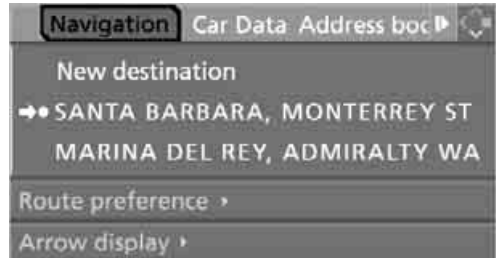 Navigation Car Data Address boc
New destination
SANTA BARBARA, MONTERREY ST
MARINA DEL REY, ADMIRALTY WA
Route preference
Arrow display